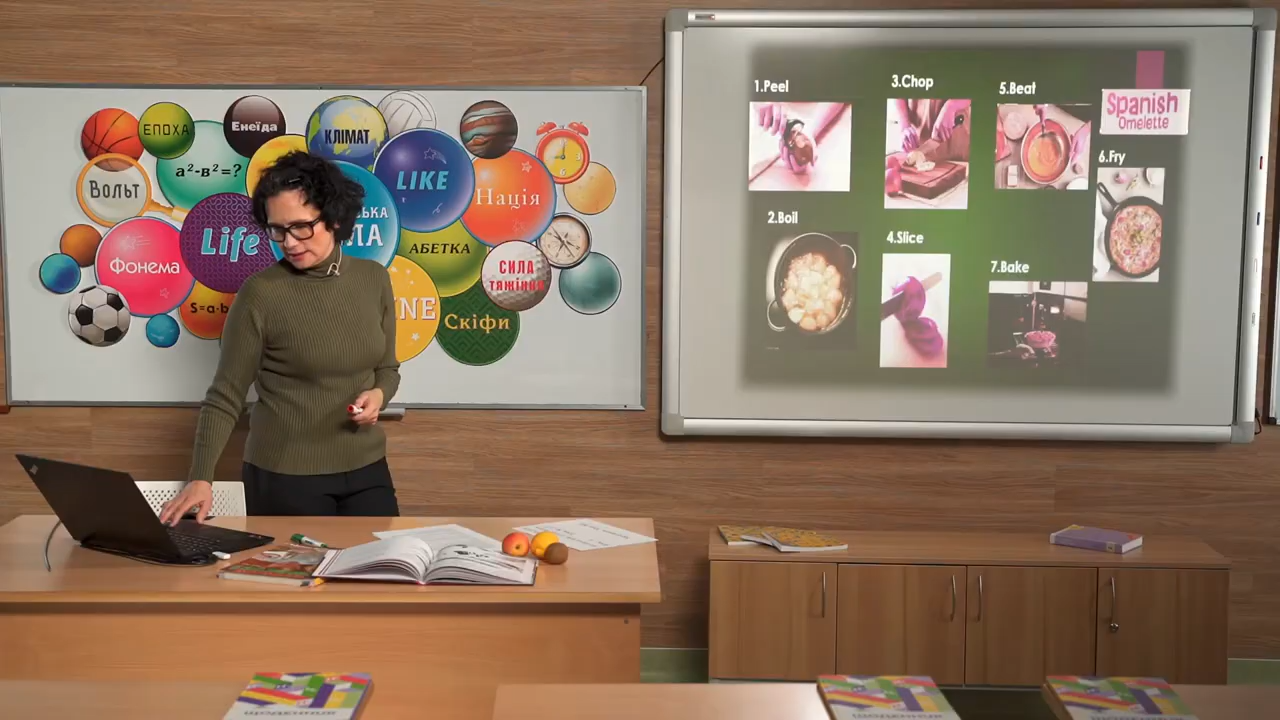 ЕПОХА
Енеїда
КЛІМАТ
Вольт
a²-в²=?
LIKE
Нація
Life
АБЕТКА
Фонема
СИЛА
тяжіння
S=a·b
Скіфи
1.Peel
3.Chop
5.Beat
Spanish
Omelette
6.Fry
2.Boil
4.Slice
7.Bake